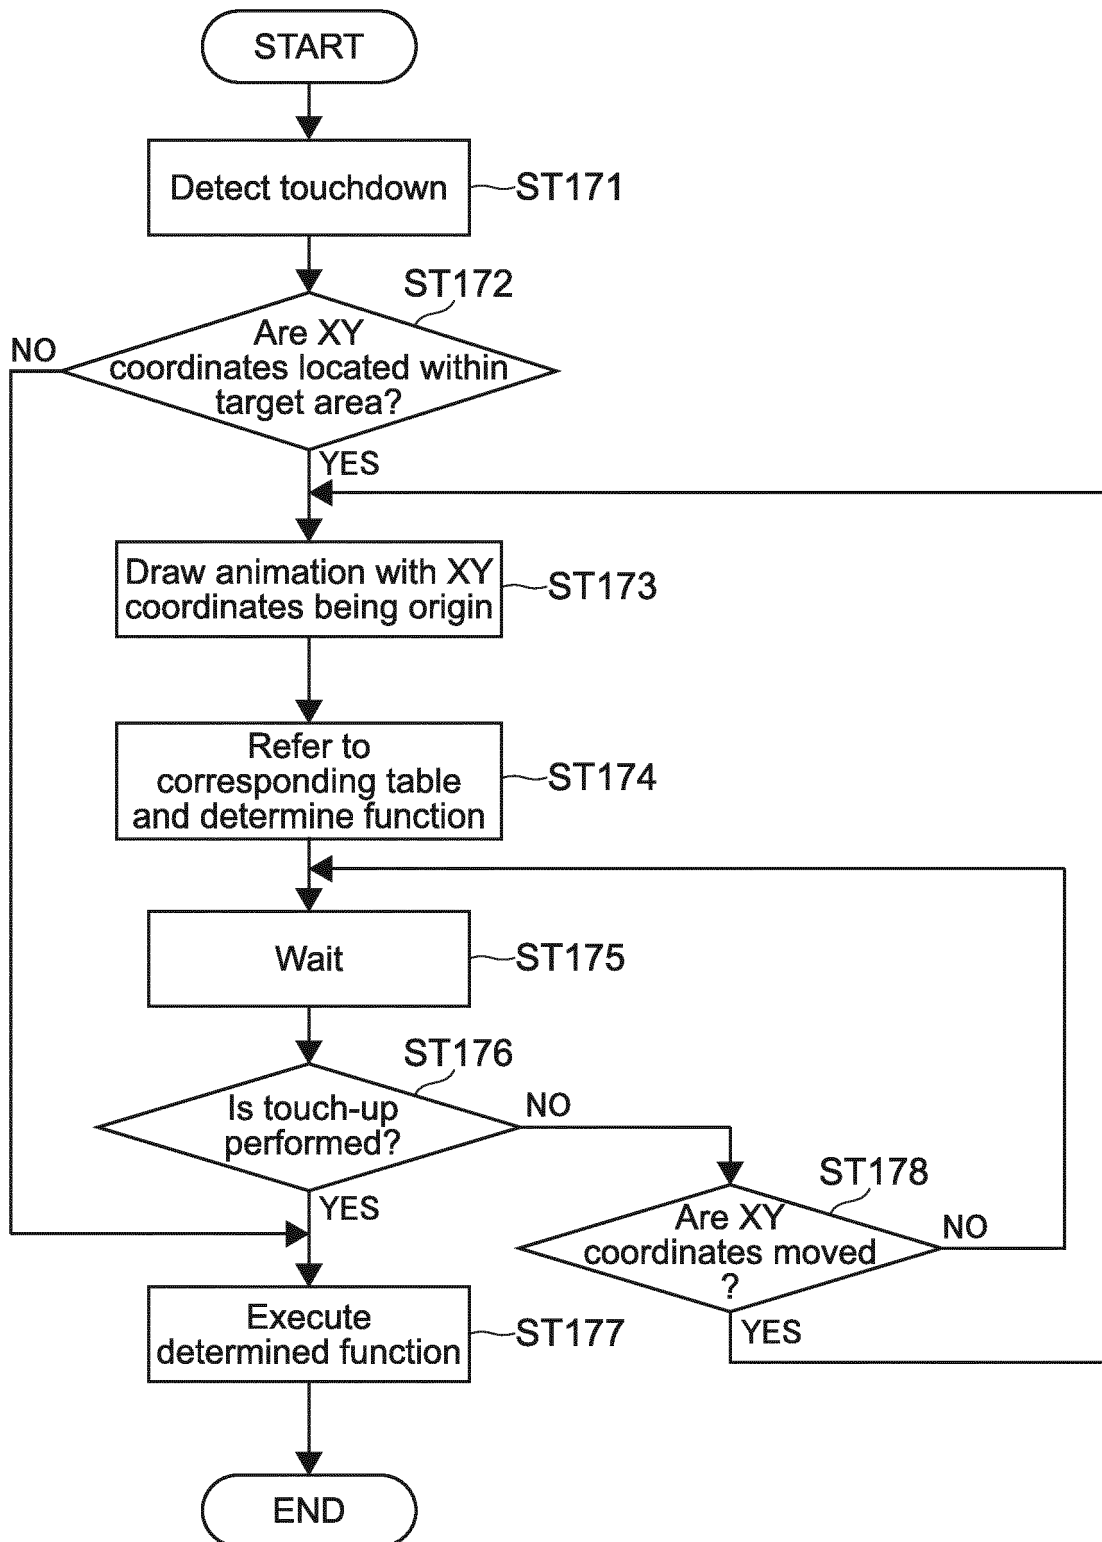 START
Detect touchdown
ST171
ST172
Are XY
coordinates located within
target area?
NO
YES
Draw animation with XY
coordinates being origin
ST173
Refer to
corresponding table
and determine function
ST174
Wait
ST175
ST176
Is touch-up
performed?
NO
YES
ST178
Are XY
coordinates moved
?
NO
YES
Execute
determined function
ST177
END